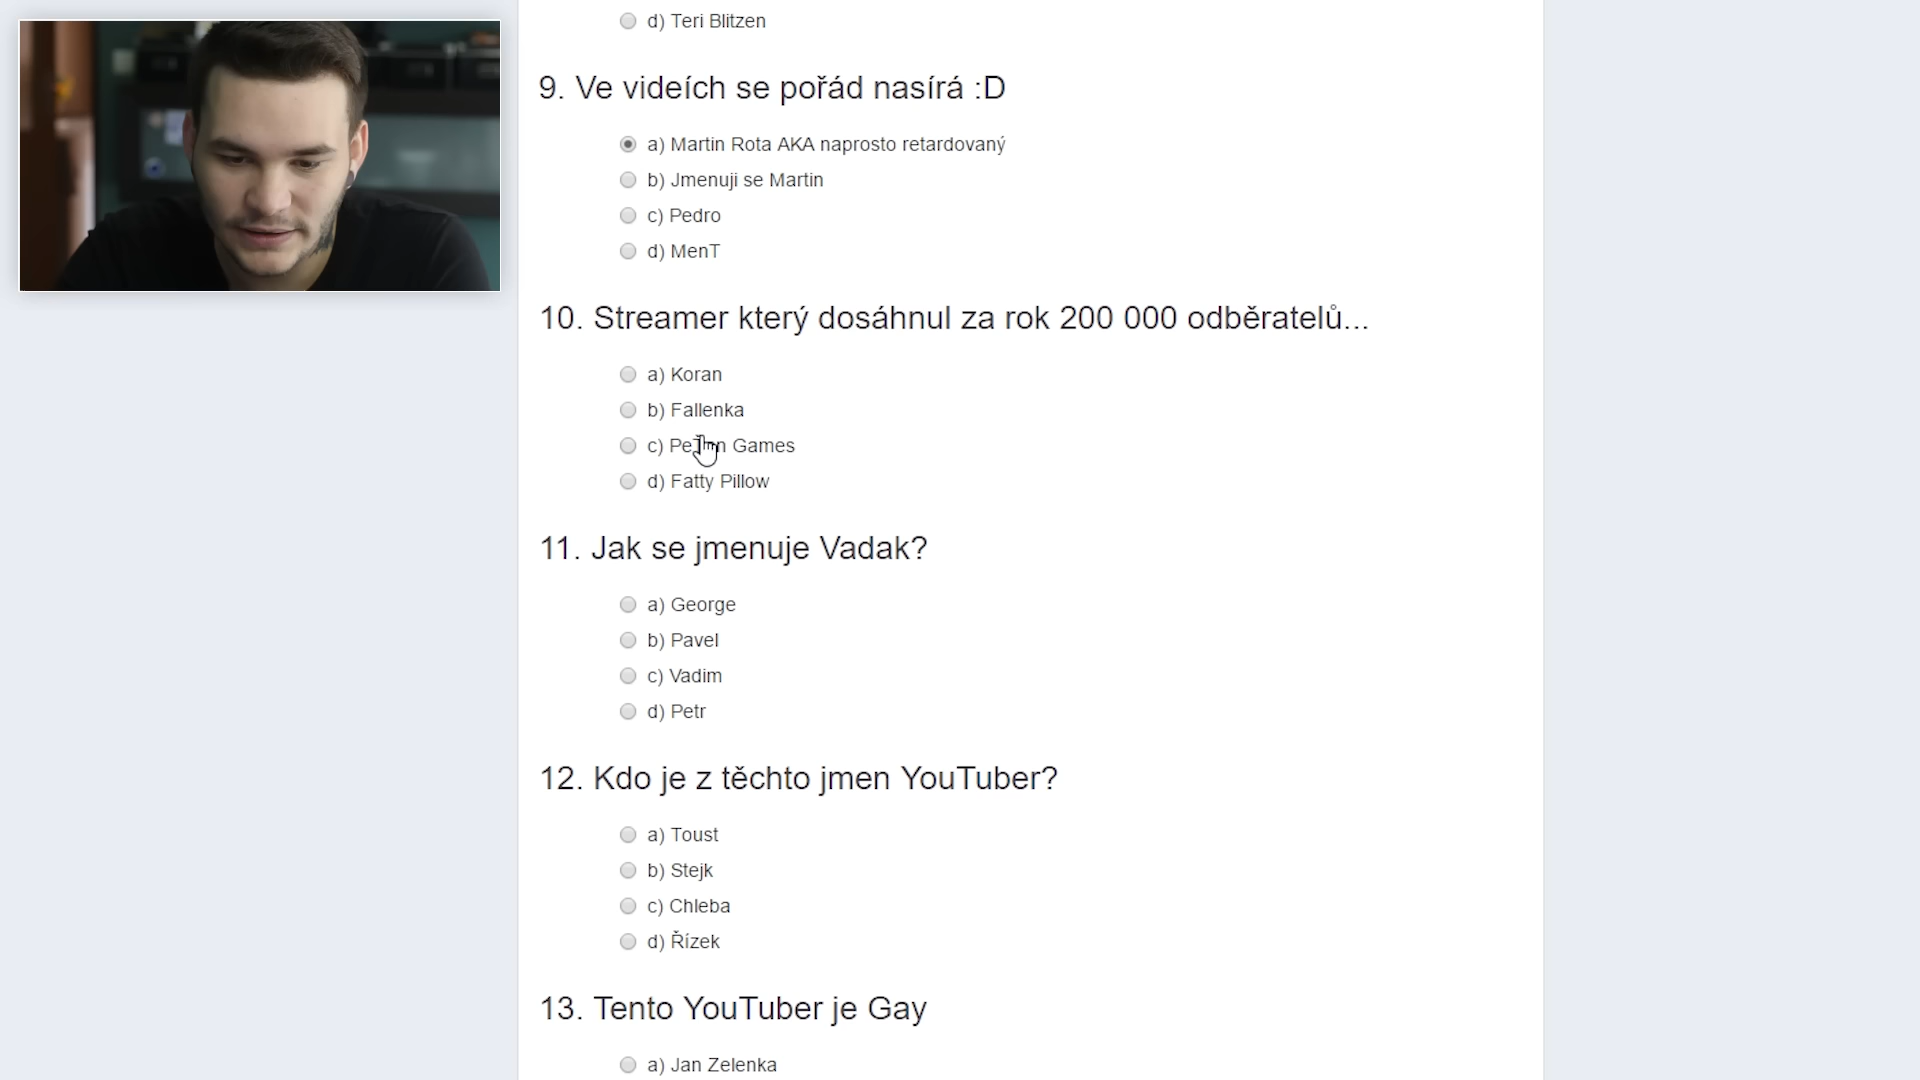 d) Teri Blitzen
9. Ve videích se pořád nasírá :D
a) Martin Rota AKA naprosto retardovaný
b) Jmenuji se Martin
c) Pedro
d) MenT
10. Streamer který dosáhnul za rok 200 000 odběratelů...
a) Koran
b) Fallenka
c) Games
d) Fatty Pillow
11. Jak se jmenuje Vadak?
a) George
b) Pavel
c) Vadim
d) Petr
12. Kdo je z těchto jmen YouTuber?
a) Toust
b) Stejk
c) Chleba
d) Řízek
13. Tento YouTuber je Gay
a) Jan Zelenka